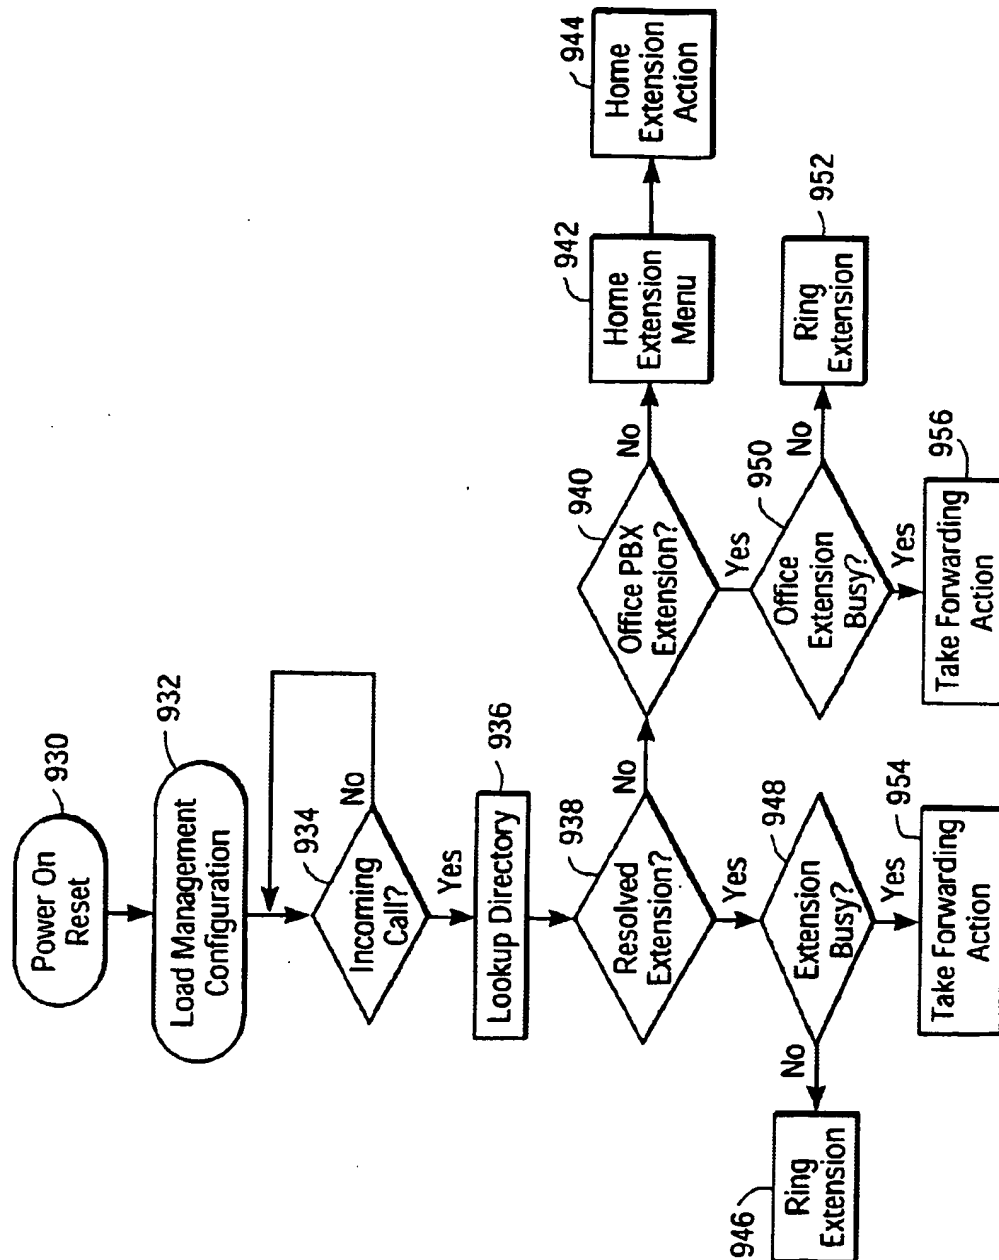 Power On
Reset
930
Load Management
Configuration
932
Incoming
Call?
934
No
Yes
Lookup Directory
936
Resolved
Extension?
938
No
Yes
Office PBX
Extension?
940
No
Yes
Home
Extension
Menu
942
Home
Extension
Action
944
Extension
Busy?
948
No
Yes
Ring
Extension
946
Take Forwarding
Action
954
Office
Extension
Busy?
950
No
Yes
Ring
Extension
952
Take Forwarding
Action
956